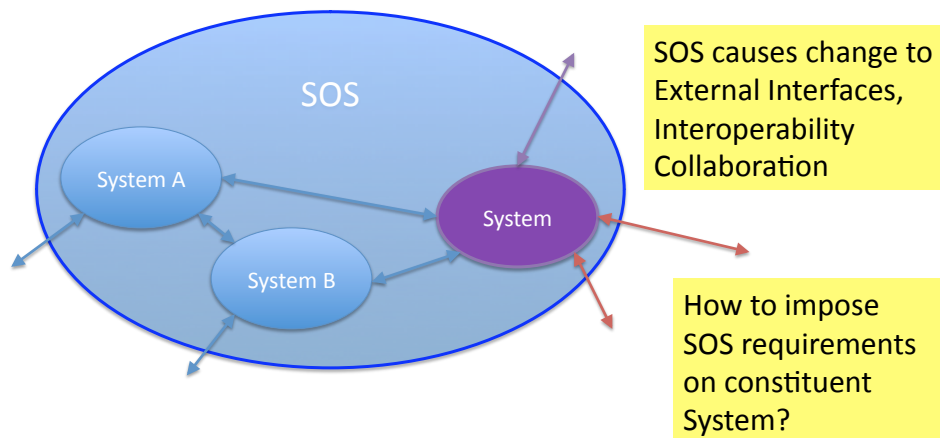 SOS
System A
System B
System
SOS causes change to
External Interfaces,
Interoperability
Collaboration
How to impose
SOS requirements
on constituent
System?